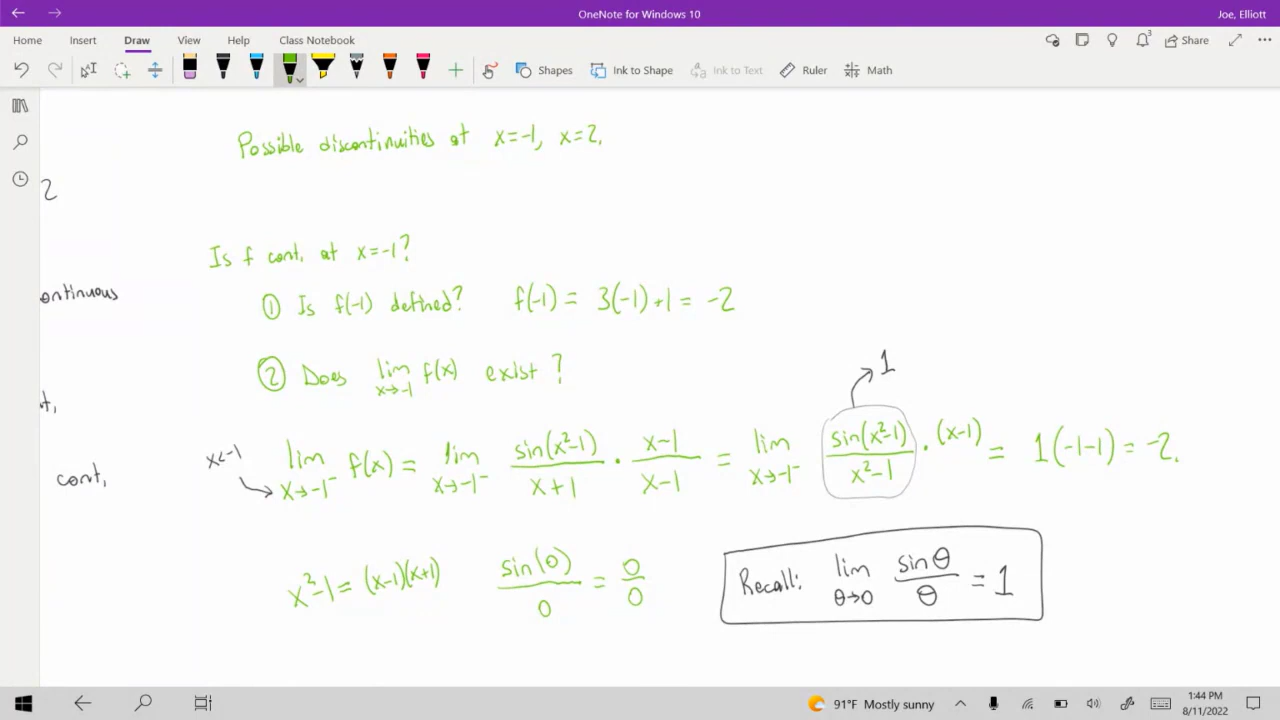 OneNote for Windows 10
Joe, Elliott
Home Insert Draw View Help Class Notebook
Share
Shapes Ink to Shape Ink to Text Ruler Math
Possible discontinuities at x=-1, x=2.
2
Is f cont. at x=-1?
ontinuous
① Is f(-1) defined? f(-1) = 3(-1)+1 = -2
② Does lim x→-1 f(x) exist?
1
t,
x<-1
lim x→-1⁻ f(x) = lim x→-1⁻ sin(x²-1)/(x+1) · (x-1)/(x-1) = lim x→-1⁻ sin(x²-1)/(x²-1) · (x-1) = 1(-1-1) = -2.
cont,
x²-1 = (x-1)(x+1) sin(0)/0 = 0/0
Recall: lim θ→0 sinθ/θ = 1
91°F Mostly sunny
1:44 PM
8/11/2022